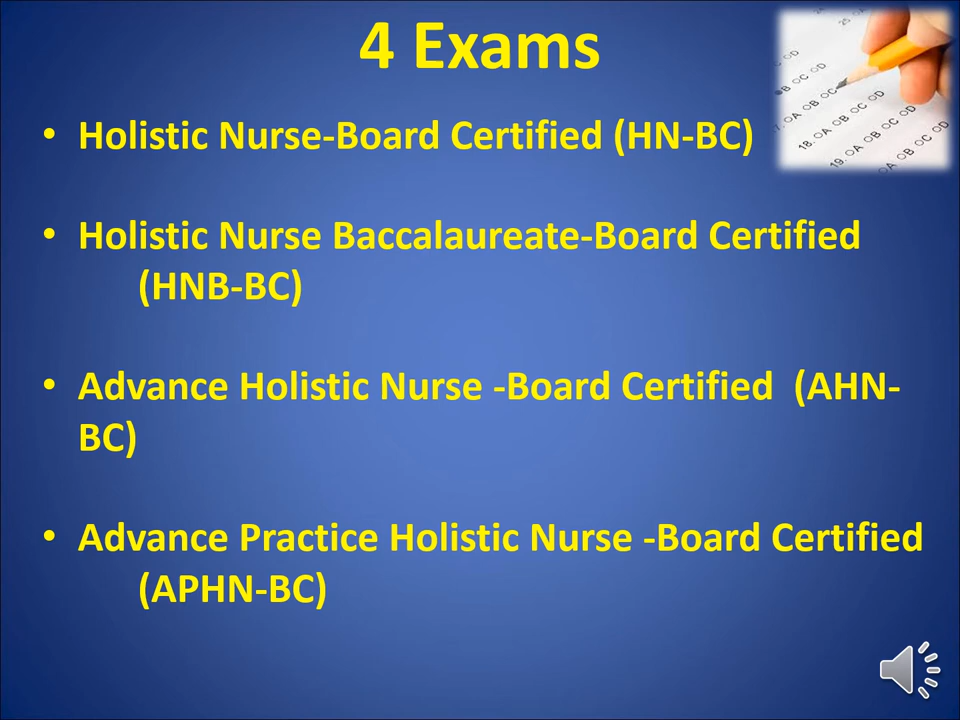 4 Exams
• Holistic Nurse-Board Certified (HN-BC)
• Holistic Nurse Baccalaureate-Board Certified
(HNB-BC)
• Advance Holistic Nurse -Board Certified  (AHN-
BC)
• Advance Practice Holistic Nurse -Board Certified
(APHN-BC)